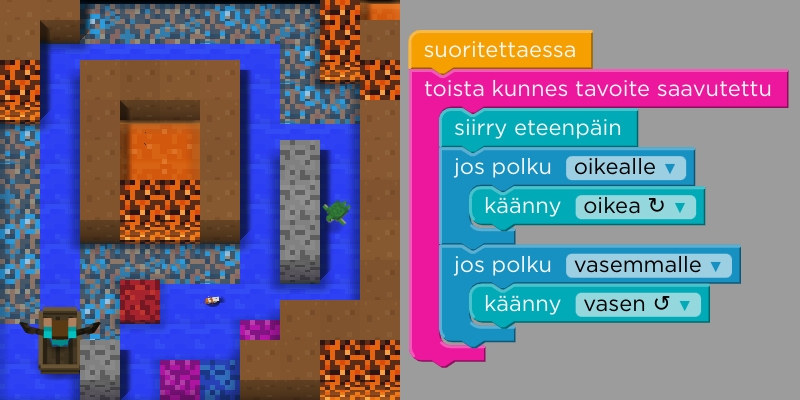 suoritettaessa
toista kunnes tavoite saavutettu
siirry eteenpäin
jos polku oikealle ▼
käänny oikea ↻ ▼
jos polku vasemmalle ▼
käänny vasen ↺ ▼